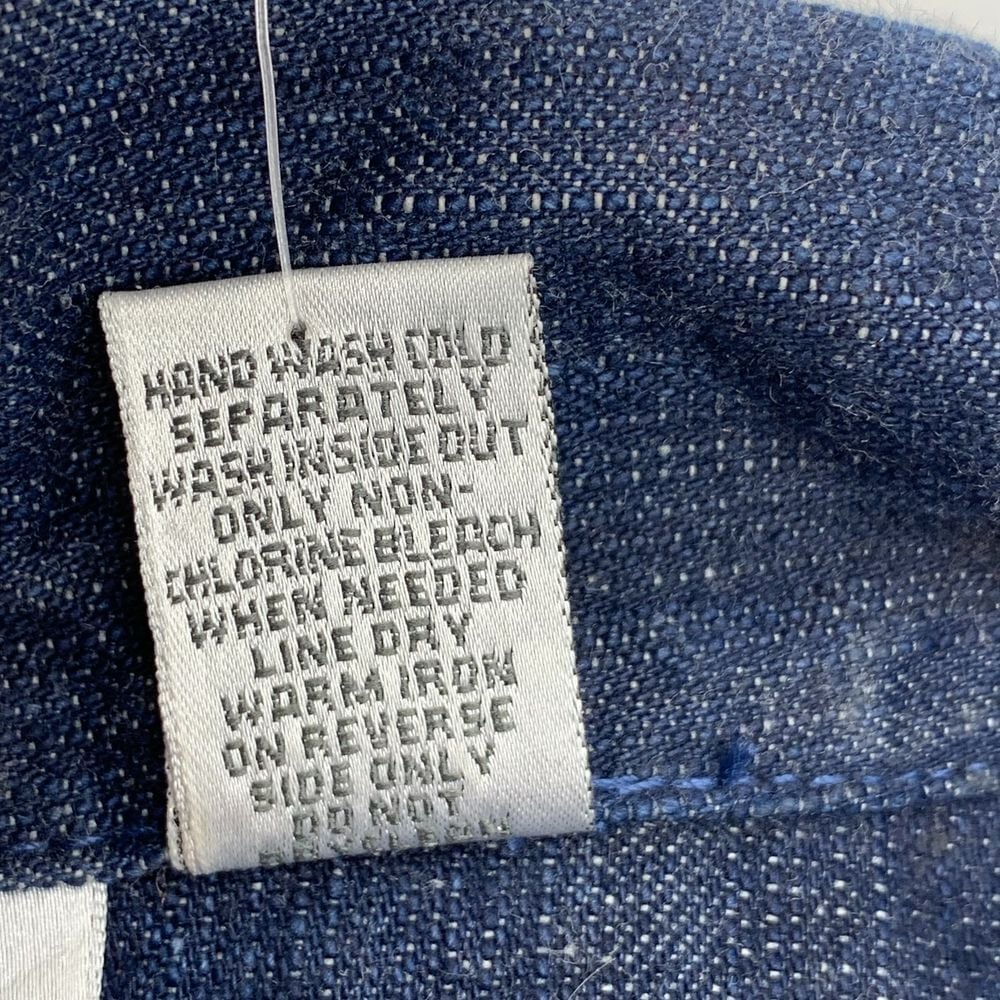 HAND WASH COLD
SEPARATELY
WASH INSIDE OUT
ONLY NON-
CHLORINE BLEACH
WHEN NEEDED
LINE DRY
WARM IRON
ON REVERSE
SIDE ONLY
DO NOT